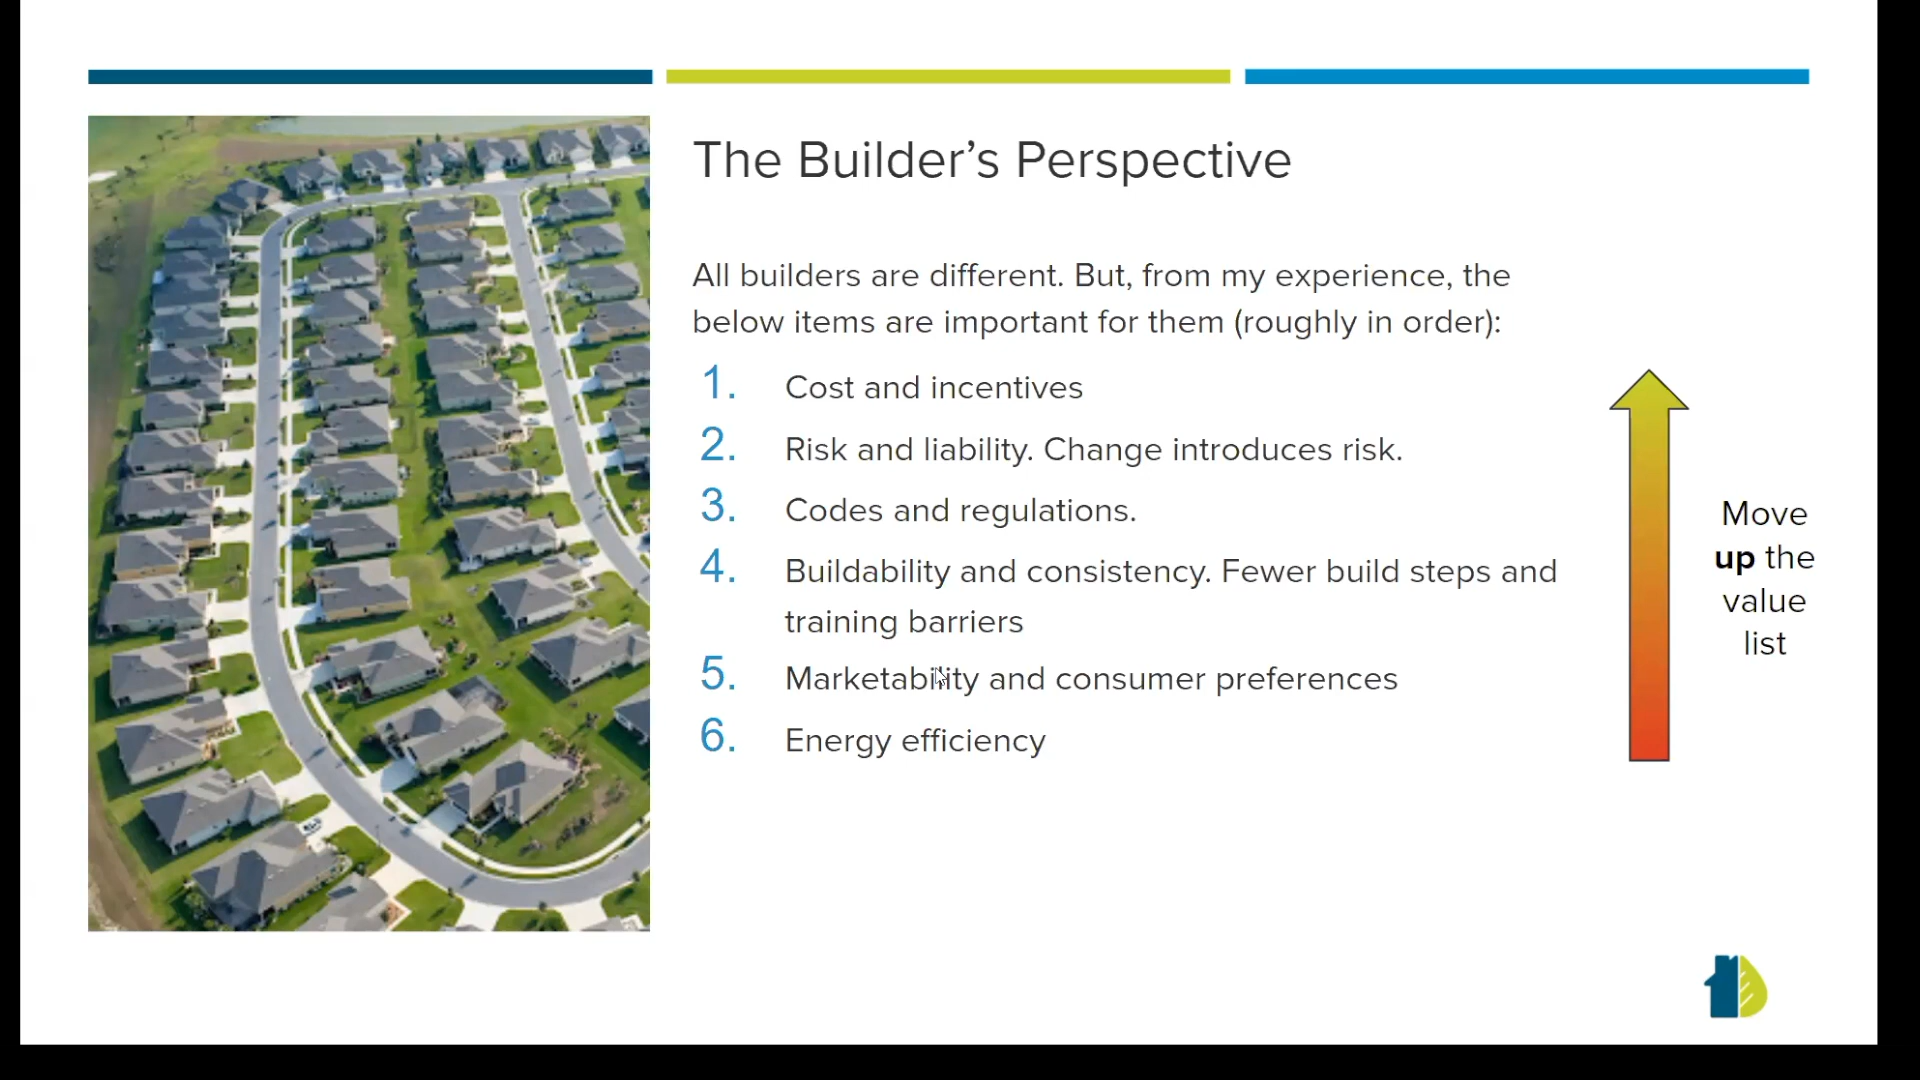 The Builder’s Perspective
All builders are different. But, from my experience, the
below items are important for them (roughly in order):
1. Cost and incentives
2. Risk and liability. Change introduces risk.
3. Codes and regulations.
4. Buildability and consistency. Fewer build steps and
training barriers
5. Marketability and consumer preferences
6. Energy efficiency
Move
up the
value
list